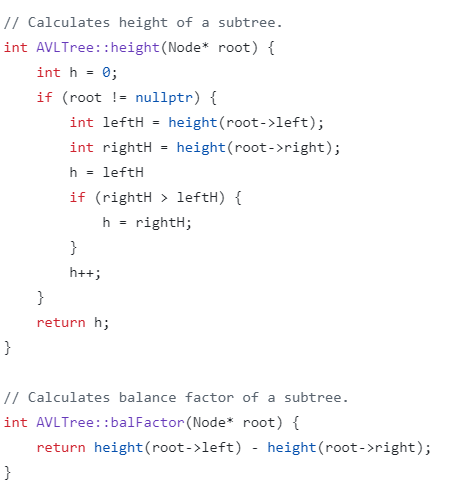 // Calculates height of a subtree.
int AVLTree::height(Node* root) {
    int h = 0;
    if (root != nullptr) {
        int leftH = height(root->left);
        int rightH = height(root->right);
        h = leftH
        if (rightH > leftH) {
            h = rightH;
        }
        h++;
    }
    return h;
}

// Calculates balance factor of a subtree.
int AVLTree::balFactor(Node* root) {
    return height(root->left) - height(root->right);
}